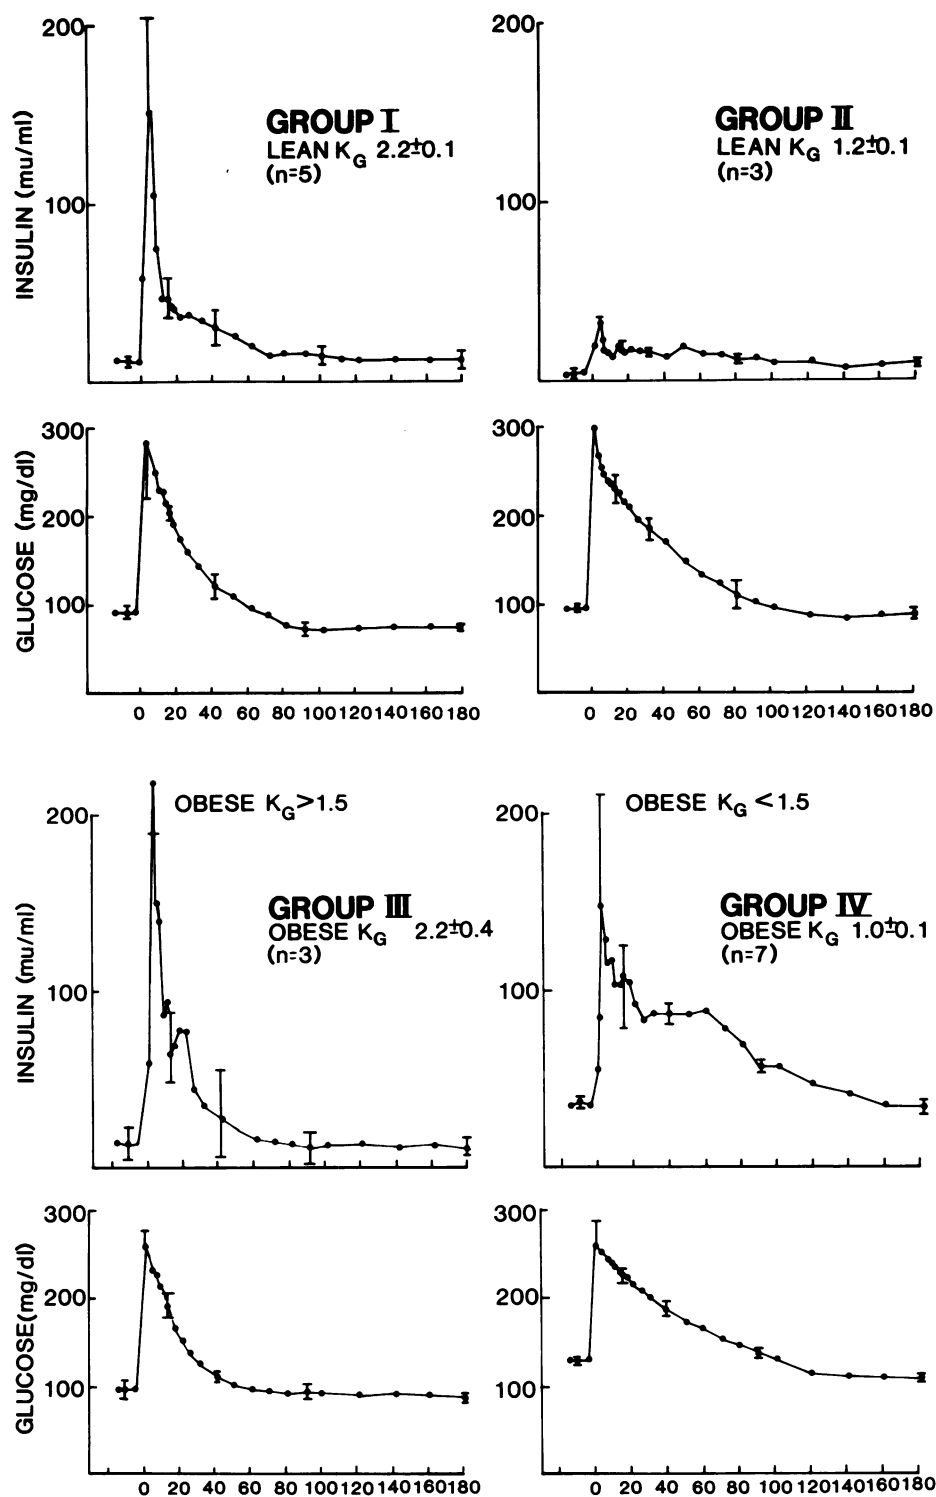 200
100
INSULIN (mu/ml)
GROUP I
LEAN KG 2.2±0.1
(n=5)
200
100
GROUP II
LEAN KG 1.2±0.1
(n=3)
300
200
100
GLUCOSE (mg/dl)
0 20 40 60 80 100 120 140 160 180
300
200
100
0 20 40 60 80 100 120 140 160 180
OBESE KG>1.5
200
100
INSULIN (mu/ml)
GROUP III
OBESE KG 2.2±0.4
(n=3)
OBESE KG <1.5
200
100
GROUP IV
OBESE KG 1.0±0.1
(n=7)
300
200
100
GLUCOSE(mg/dl)
0 20 40 60 80 100 120 140 160 180
300
200
100
0 20 40 60 80 100 120 140 160 180